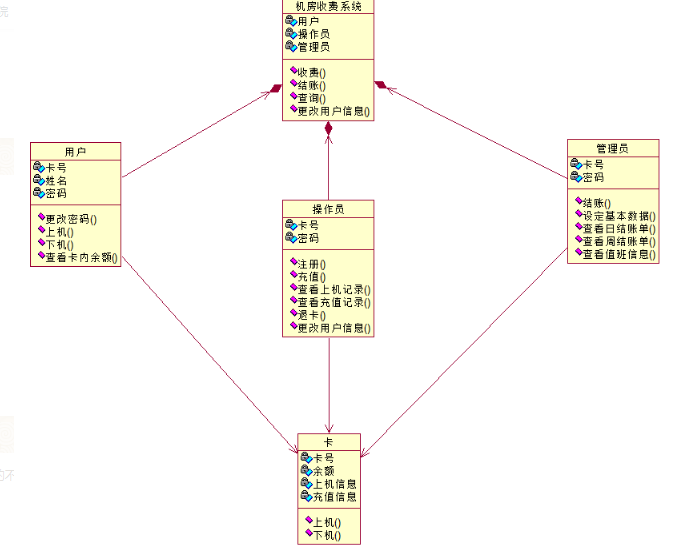 院
机房收费系统
用户
操作员
管理员
收费()
结账()
查询()
更改用户信息()
用户
卡号
姓名
密码
更改密码()
上机()
下机()
查看卡内余额()
操作员
卡号
密码
注册()
充值()
查看上机记录()
查看充值记录()
退卡()
更改用户信息()
管理员
卡号
密码
结账()
设定基本数据()
查看日结账单()
查看周结账单()
查看值班信息()
卡
卡号
余额
上机信息
充值信息
上机()
下机()
的不